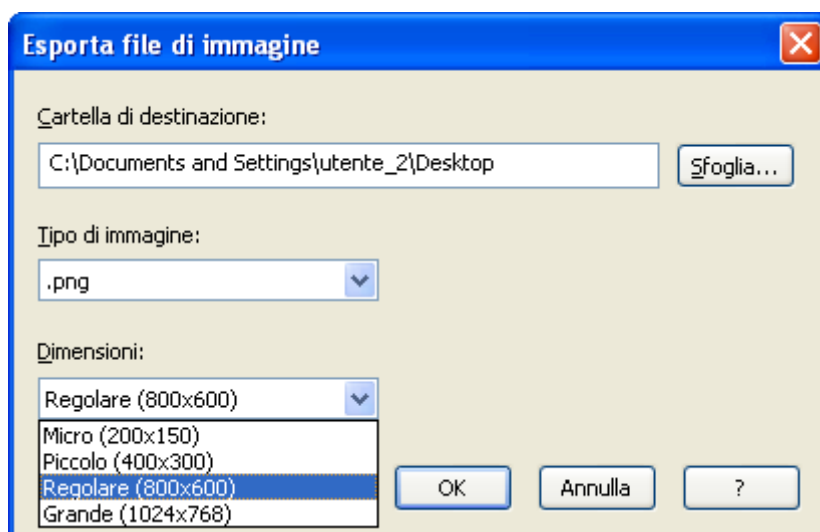 Esporta file di immagine
Cartella di destinazione:
C:\Documents and Settings\utente_2\Desktop
Sfoglia...
Tipo di immagine:
.png
Dimensioni:
Regolare (800x600)
Micro (200x150)
Piccolo (400x300)
Regolare (800x600)
Grande (1024x768)
OK
Annulla
?